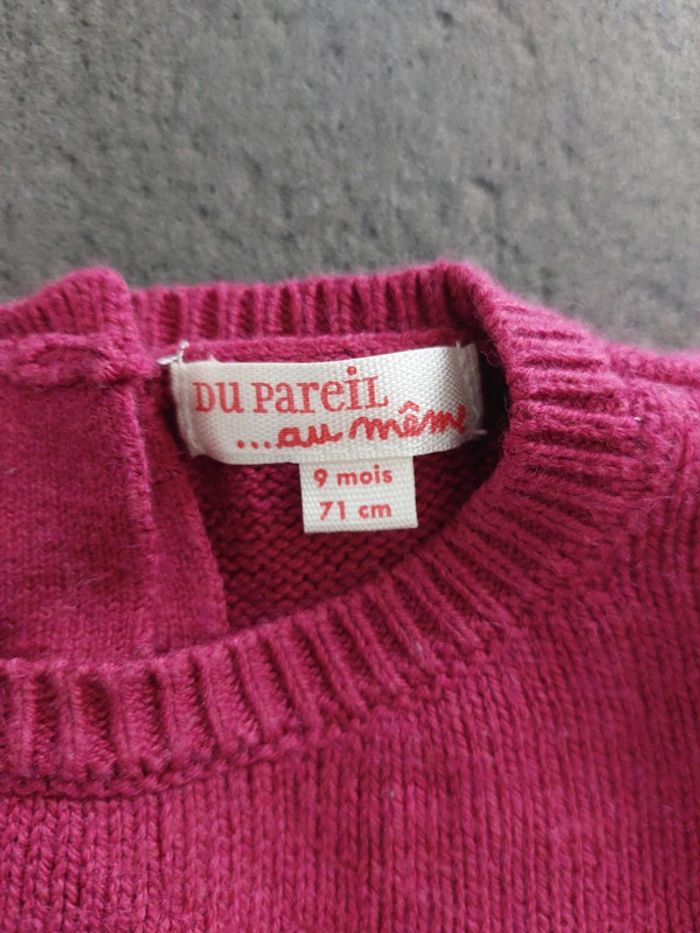 Du Pareil
...au même
9 mois
71 cm